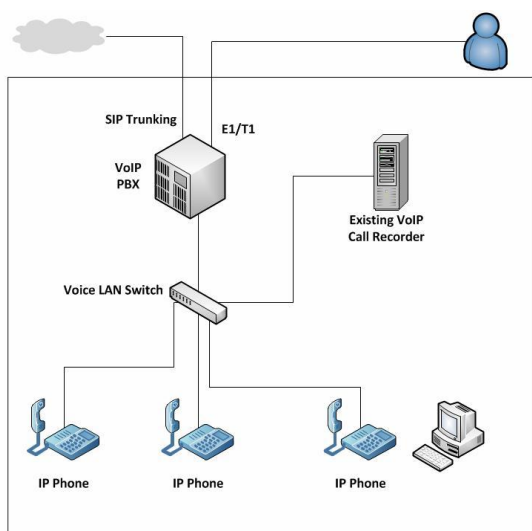 SIP Trunking
E1/T1
VoIP
PBX
Existing VoIP
Call Recorder
Voice LAN Switch
IP Phone
IP Phone
IP Phone